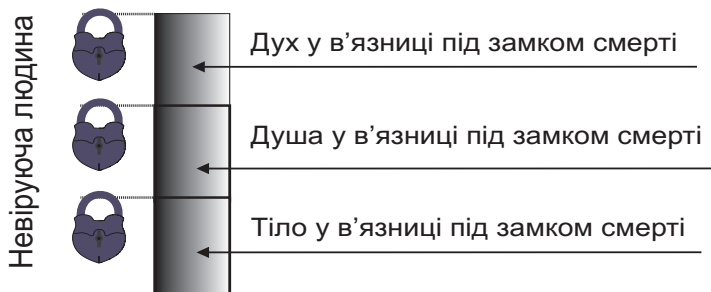 Невіруюча людина
Дух у в’язниці під замком смерті
Душа у в’язниці під замком смерті
Тіло у в’язниці під замком смерті